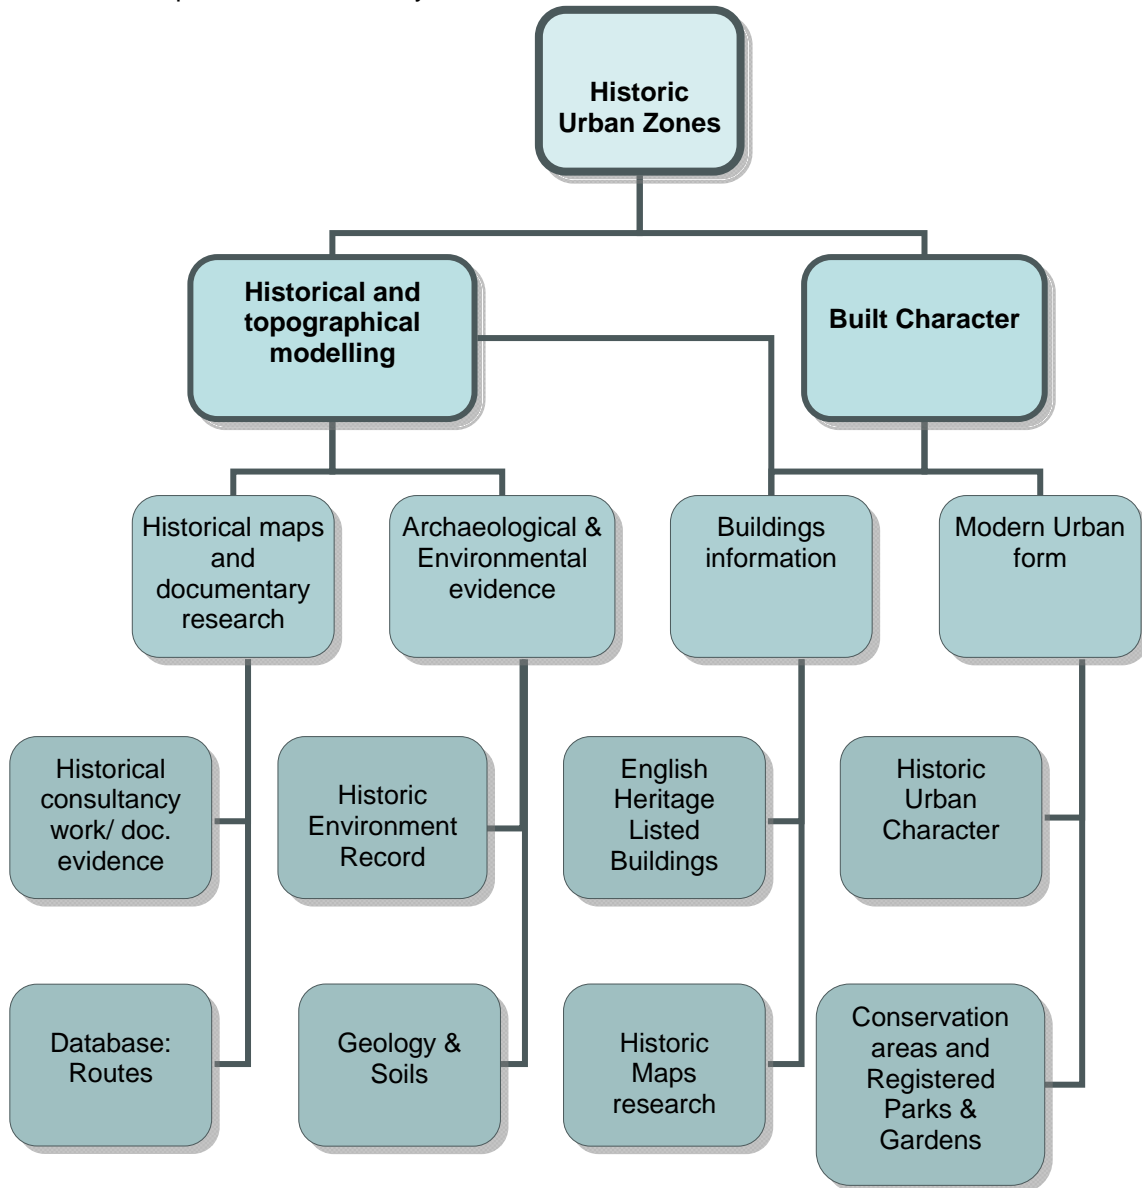 Historic
Urban Zones
Historical and
topographical
modelling
Built Character
Historical maps
and
documentary
research
Archaeological &
Environmental
evidence
Buildings
information
Modern Urban
form
Historical
consultancy
work/ doc.
evidence
Historic
Environment
Record
English
Heritage
Listed
Buildings
Historic
Urban
Character
Database:
Routes
Geology &
Soils
Historic
Maps
research
Conservation
areas and
Registered
Parks &
Gardens